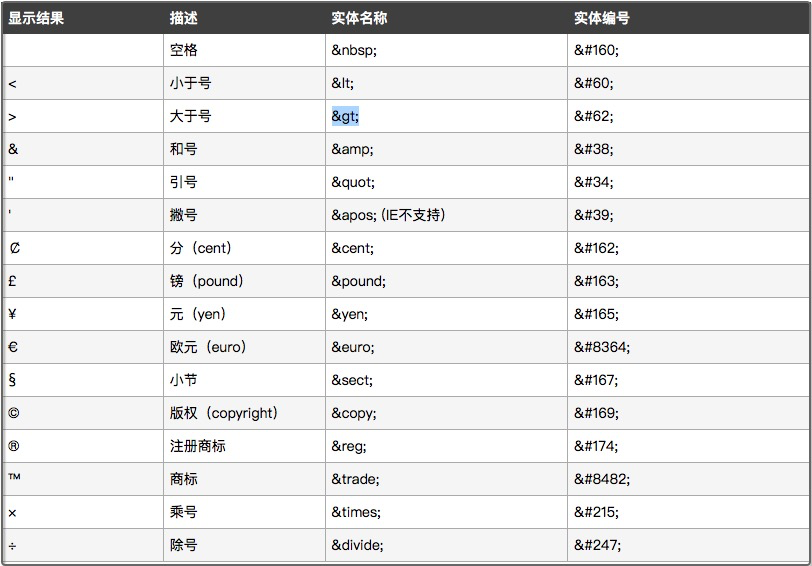 显示结果 描述 实体名称 实体编号
空格 &nbsp; &#160;
< 小于号 &lt; &#60;
> 大于号 &gt; &#62;
& 和号 &amp; &#38;
" 引号 &quot; &#34;
' 撇号 &apos; (IE不支持) &#39;
₡ 分（cent） &cent; &#162;
£ 镑（pound） &pound; &#163;
¥ 元（yen） &yen; &#165;
€ 欧元（euro） &euro; &#8364;
§ 小节 &sect; &#167;
© 版权（copyright） &copy; &#169;
® 注册商标 &reg; &#174;
™ 商标 &trade; &#8482;
× 乘号 &times; &#215;
÷ 除号 &divide; &#247;